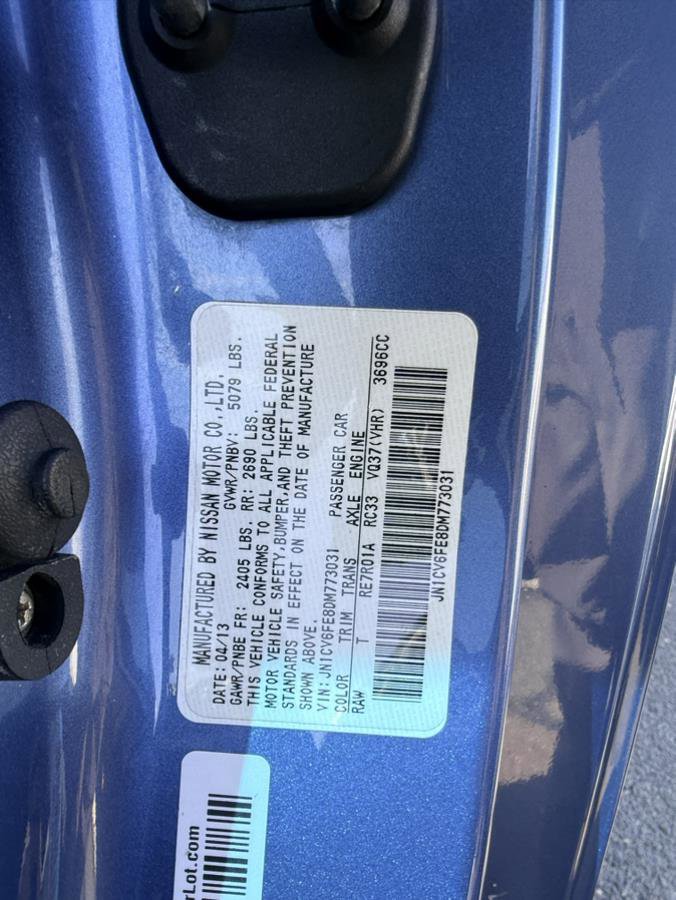 MANUFACTURED BY NISSAN MOTOR CO.,LTD.
DATE: 04/13 GVWR/PNBV: 5079 LBS.
GAWR/PNBE FR: 2405 LBS. RR: 2690 LBS.
THIS VEHICLE CONFORMS TO ALL APPLICABLE FEDERAL
MOTOR VEHICLE SAFETY,BUMPER,AND THEFT PREVENTION
STANDARDS IN EFFECT ON THE DATE OF MANUFACTURE
SHOWN ABOVE.
VIN:JN1CV6FE8DM773031 PASSENGER CAR
COLOR TRIM TRANS AXLE ENGINE
RAW T RE7R01A RC33 VQ37(VHR) 3696CC
JN1CV6FE8DM773031
rLot.com